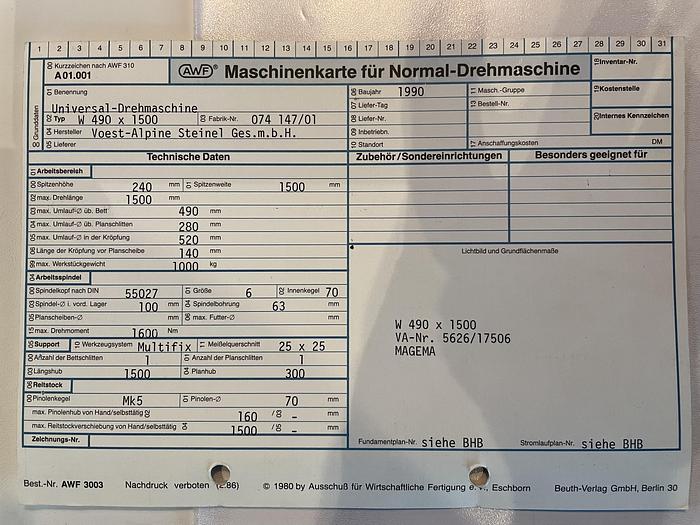 1 2 3 4 5 6 7 8 9 10 11 12 13 14 15 16 17 18 19 20 21 22 23 24 25 26 27 28 29 30 31
Kurzzeichen nach AWF 310
A 01.001
AWF® Maschinenkarte für Normal-Drehmaschine
Inventar-Nr.
Kostenstelle
Internes Kennzeichen
00 Grunddaten
Benennung
Universal-Drehmaschine
Typ W 490 x 1500 Fabrik-Nr. 074 147/01
Hersteller Voest-Alpine Steinel Ges.m.b.H.
Lieferer
Baujahr 1990 Masch.-Gruppe
Liefer-Tag Bestell-Nr.
Liefer-Nr.
Inbetriebn.
Standort Anschaffungskosten DM
Technische Daten
Zubehör/Sondereinrichtungen
Besonders geeignet für
Arbeitsbereich
Spitzenhöhe 240 mm Spitzenweite 1500 mm
max. Drehlänge 1500 mm
max. Umlauf-∅ üb. Bett 490 mm
max. Umlauf-∅ üb. Planschlitten 280 mm
max. Umlauf-∅ in der Kröpfung 520 mm
Länge der Kröpfung vor Planscheibe 140 mm
max. Werkstückgewicht 1000 kg
Arbeitsspindel
Spindelkopf nach DIN 55027 Größe 6 Innenkegel 70
Spindel-∅ i. vord. Lager 100 mm Spindelbohrung 63 mm
Planscheiben-∅ mm max. Futter-∅ mm
max. Drehmoment 1600 Nm
Support Werkzeugsystem Multifix Meißelquerschnitt 25 x 25
Anzahl der Bettschlitten 1 Anzahl der Planschlitten 1
Längshub 1500 Planhub 300
Reitstock
Pinolenkegel Mk5 Pinolen-∅ 70 mm
max. Pinolenhub von Hand/selbsttätig 160 / - mm
max. Reitstockverschiebung von Hand/selbsttätig 1500 / - mm
Zeichnungs-Nr.
Lichtbild und Grundflächenmaße
W 490 x 1500
VA-Nr. 5626/17506
MAGEMA
Fundamentplan-Nr. siehe BHB Stromlaufplan-Nr. siehe BHB
Best.-Nr. AWF 3003 Nachdruck verboten © 1980 by Ausschuß für Wirtschaftliche Fertigung Eschborn Beuth-Verlag GmbH, Berlin 30